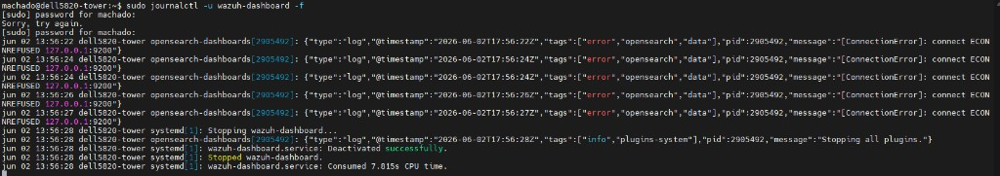 machado@dell5820-tower:~$ sudo journalctl -u wazuh-dashboard -f
[sudo] password for machado:
Sorry, try again.
[sudo] password for machado:
jun 02 13:56:22 dell5820-tower opensearch-dashboards[2905492]: {"type":"log","@timestamp":"2026-06-02T17:56:22Z","tags":["error","opensearch","data"],"pid":2905492,"message":"[ConnectionError]: connect ECON
NREFUSED 127.0.0.1:9200"}
jun 02 13:56:24 dell5820-tower opensearch-dashboards[2905492]: {"type":"log","@timestamp":"2026-06-02T17:56:24Z","tags":["error","opensearch","data"],"pid":2905492,"message":"[ConnectionError]: connect ECON
NREFUSED 127.0.0.1:9200"}
jun 02 13:56:24 dell5820-tower opensearch-dashboards[2905492]: {"type":"log","@timestamp":"2026-06-02T17:56:24Z","tags":["error","opensearch","data"],"pid":2905492,"message":"[ConnectionError]: connect ECON
NREFUSED 127.0.0.1:9200"}
jun 02 13:56:26 dell5820-tower opensearch-dashboards[2905492]: {"type":"log","@timestamp":"2026-06-02T17:56:26Z","tags":["error","opensearch","data"],"pid":2905492,"message":"[ConnectionError]: connect ECON
NREFUSED 127.0.0.1:9200"}
jun 02 13:56:27 dell5820-tower opensearch-dashboards[2905492]: {"type":"log","@timestamp":"2026-06-02T17:56:27Z","tags":["error","opensearch","data"],"pid":2905492,"message":"[ConnectionError]: connect ECON
NREFUSED 127.0.0.1:9200"}
jun 02 13:56:28 dell5820-tower systemd[1]: Stopping wazuh-dashboard...
jun 02 13:56:28 dell5820-tower opensearch-dashboards[2905492]: {"type":"log","@timestamp":"2026-06-02T17:56:28Z","tags":["info","plugins-system"],"pid":2905492,"message":"Stopping all plugins."}
jun 02 13:56:28 dell5820-tower systemd[1]: wazuh-dashboard.service: Deactivated successfully.
jun 02 13:56:28 dell5820-tower systemd[1]: Stopped wazuh-dashboard.
jun 02 13:56:28 dell5820-tower systemd[1]: wazuh-dashboard.service: Consumed 7.815s CPU time.